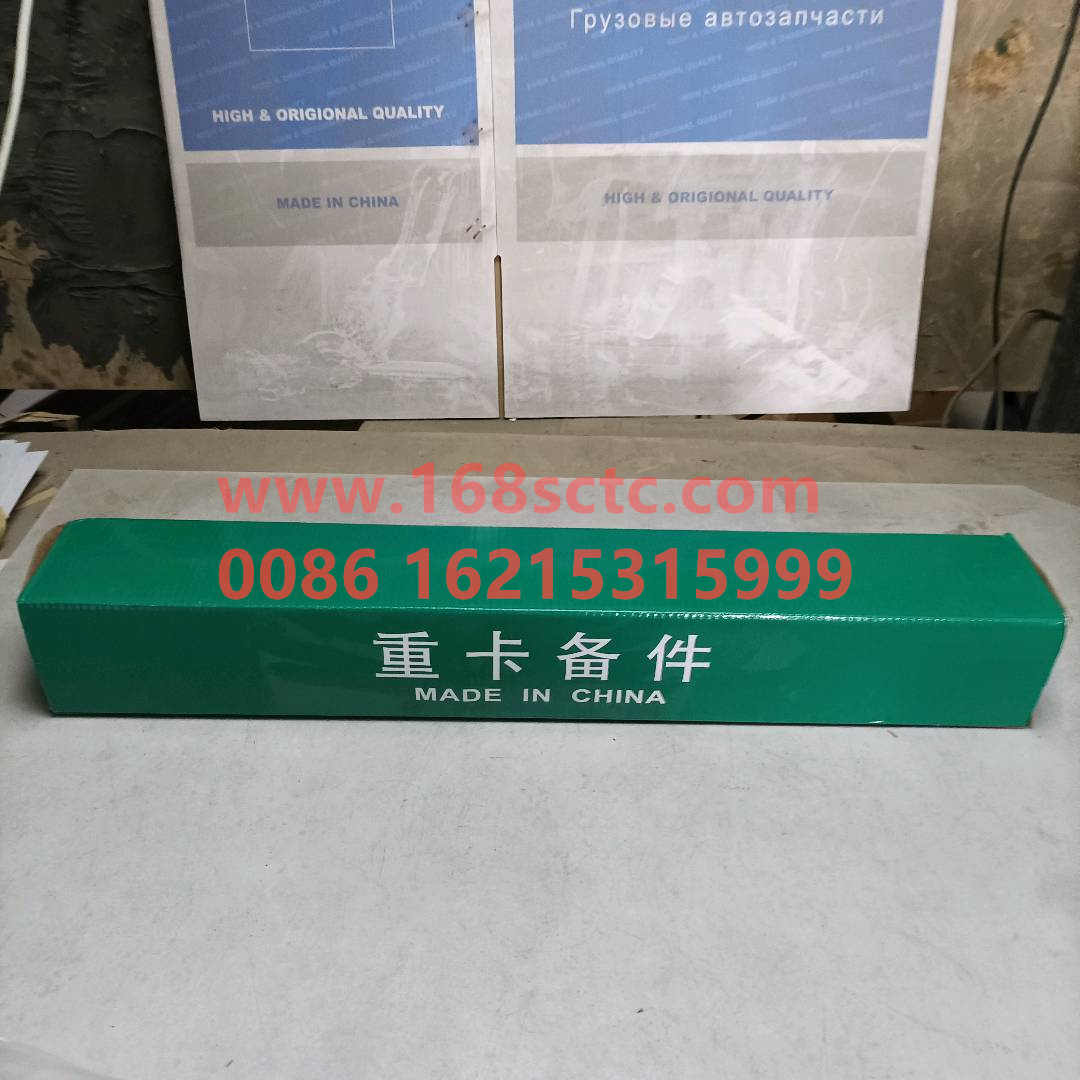 Грузовые автозапчасти
HIGH & ORIGIONAL QUALITY
MADE IN CHINA
HIGH & ORIGIONAL QUALITY
www.168sctc.com
0086 16215315999
重卡备件
MADE IN CHINA